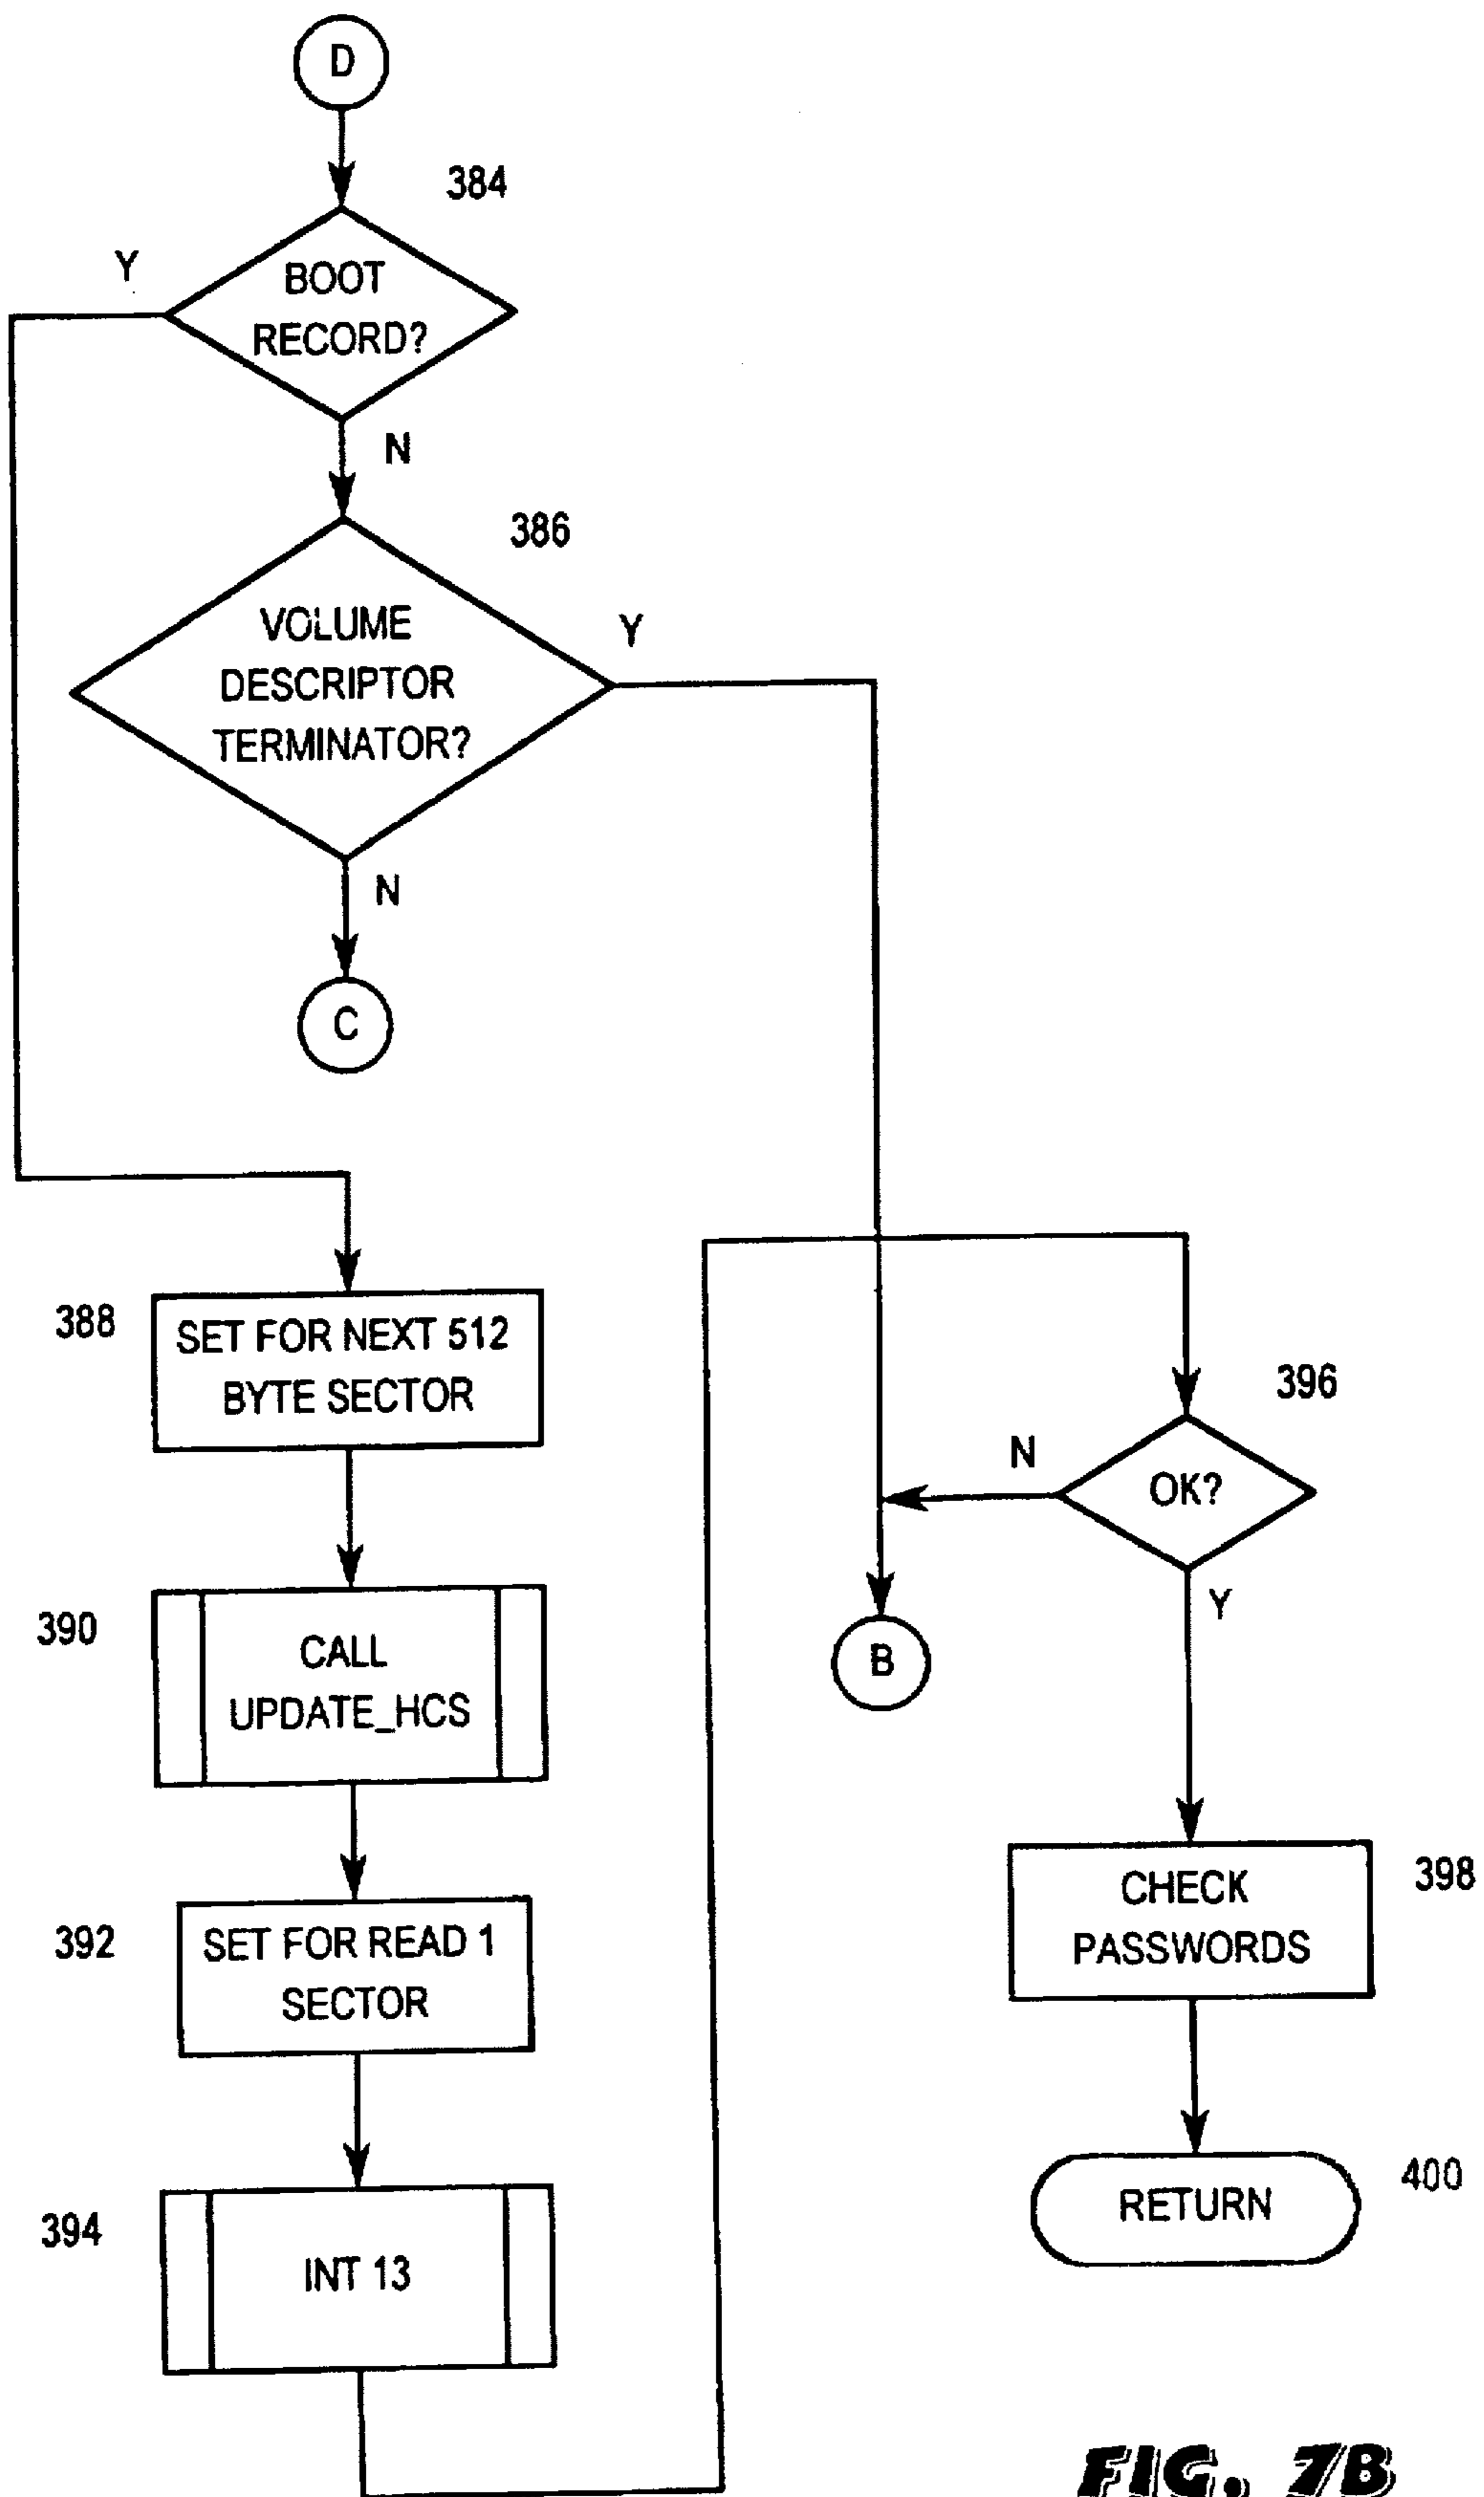 D
384
Y
BOOT
RECORD?
N
386
VOLUME
DESCRIPTOR
TERMINATOR?
Y
N
C
388
SET FOR NEXT 512
BYTE SECTOR
390
CALL
UPDATE_HCS
392
SET FOR READ 1
SECTOR
394
INT 13
396
OK?
N
Y
B
CHECK
PASSWORDS
398
RETURN
400
FIG. 7B